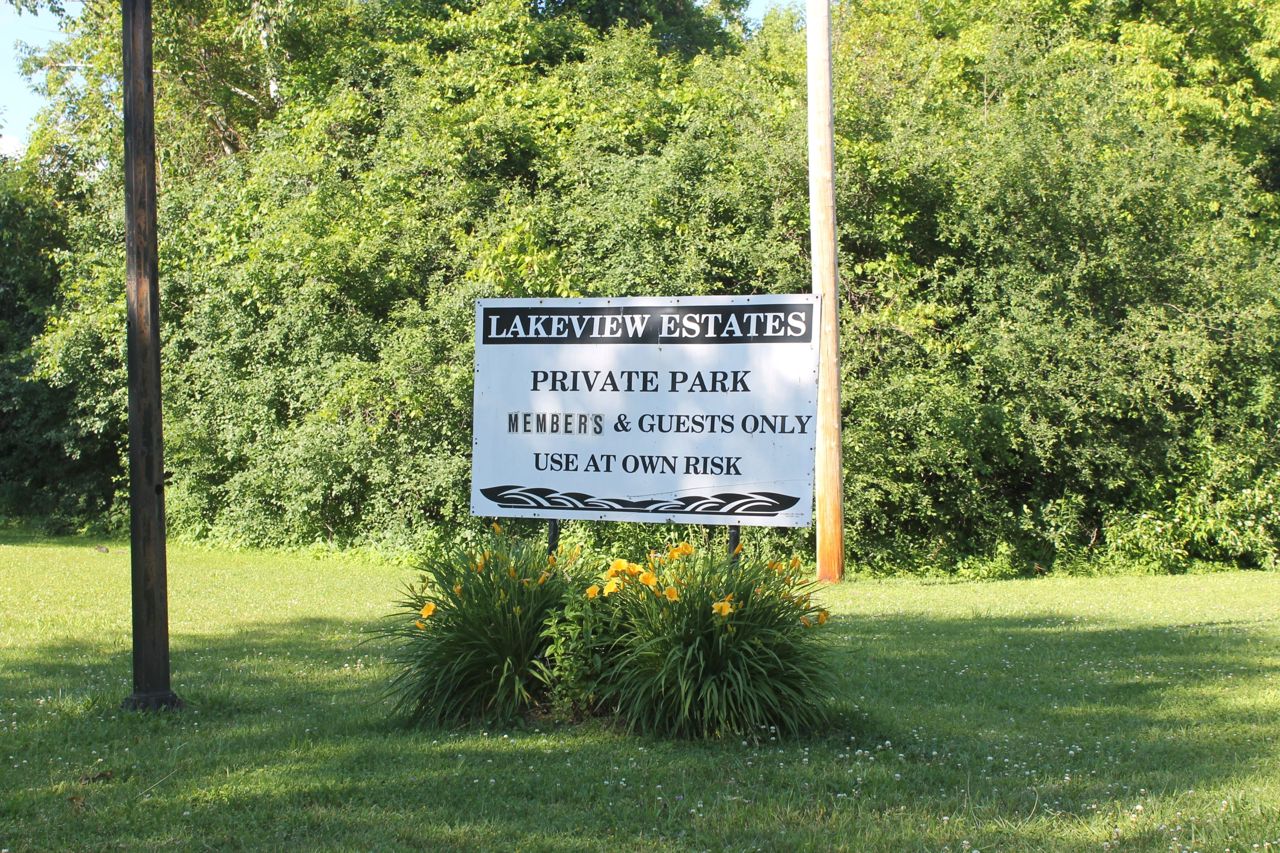 LAKEVIEW ESTATES
PRIVATE PARK
MEMBER'S & GUESTS ONLY
USE AT OWN RISK